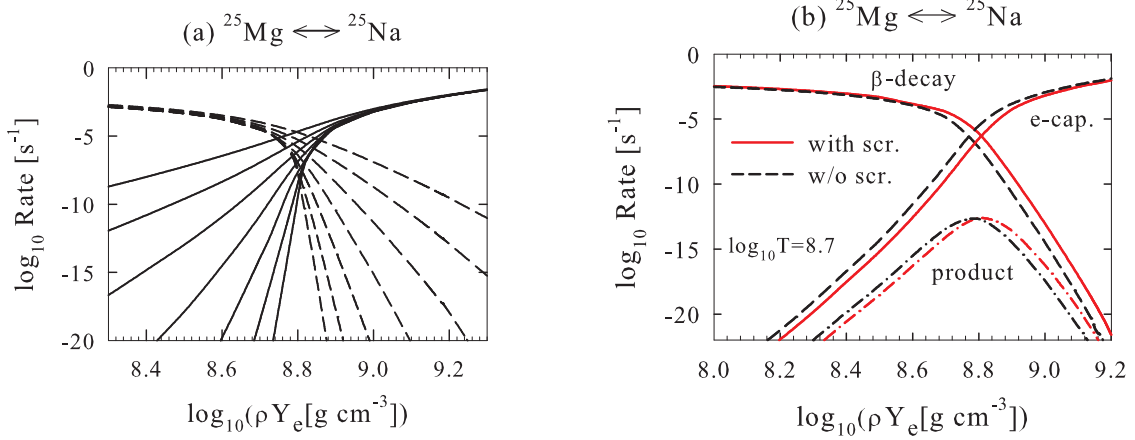 (a) ²⁵Mg ⟷ ²⁵Na
0
-5
-10
-15
-20
log₁₀ Rate [s⁻¹]
8.4 8.6 8.8 9.0 9.2
log₁₀(ρYₑ[g cm⁻³])
(b) ²⁵Mg ⟷ ²⁵Na
0
-5
-10
-15
-20
log₁₀ Rate [s⁻¹]
β-decay
e-cap.
with scr.
w/o scr.
log₁₀T=8.7
product
8.0 8.2 8.4 8.6 8.8 9.0 9.2
log₁₀(ρYₑ[g cm⁻³])